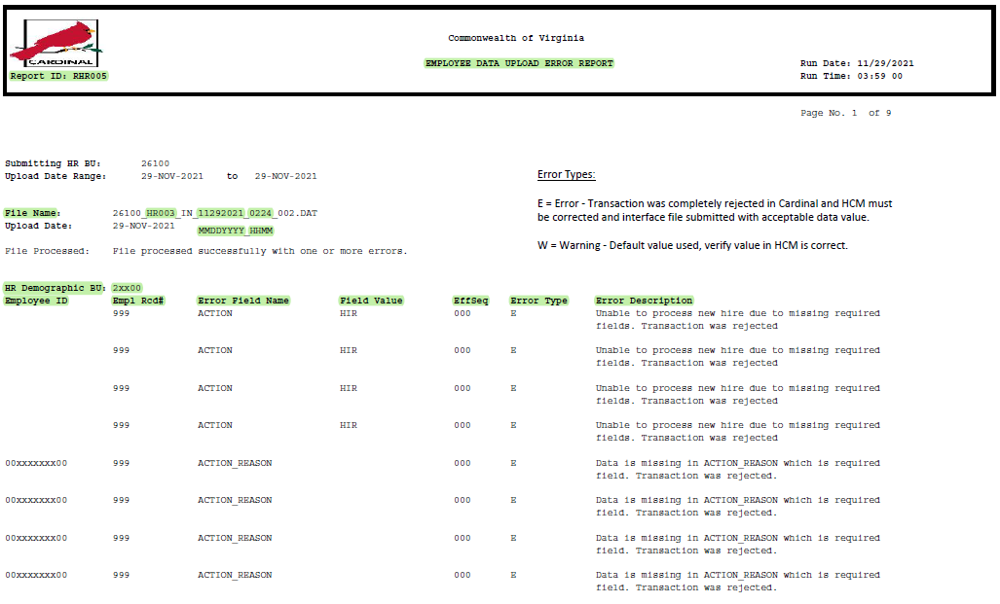 CARDINAL
Report ID: RHR005
Commonwealth of Virginia
EMPLOYEE DATA UPLOAD ERROR REPORT
Run Date: 11/29/2021
Run Time: 03:59 00
Page No. 1 of 9
Submitting HR BU: 26100
Upload Date Range: 29-NOV-2021 to 29-NOV-2021
File Name: 26100_HR003_IN_11292021_0224_002.DAT
Upload Date: 29-NOV-2021 MMDDYYYY_HHMM
File Processed: File processed successfully with one or more errors.
Error Types:
E = Error - Transaction was completely rejected in Cardinal and HCM must
be corrected and interface file submitted with acceptable data value.
W = Warning - Default value used, verify value in HCM is correct.
HR Demographic BU: 2xx00
Employee ID Empl Rcd# Error Field Name Field Value EffSeq Error Type Error Description
999 ACTION HIR 000 E Unable to process new hire due to missing required
fields. Transaction was rejected
999 ACTION HIR 000 E Unable to process new hire due to missing required
fields. Transaction was rejected
999 ACTION HIR 000 E Unable to process new hire due to missing required
fields. Transaction was rejected
999 ACTION HIR 000 E Unable to process new hire due to missing required
fields. Transaction was rejected
00xxxxxxx00 999 ACTION_REASON 000 E Data is missing in ACTION_REASON which is required
field. Transaction was rejected.
00xxxxxxx00 999 ACTION_REASON 000 E Data is missing in ACTION_REASON which is required
field. Transaction was rejected.
00xxxxxxx00 999 ACTION_REASON 000 E Data is missing in ACTION_REASON which is required
field. Transaction was rejected.
00xxxxxxx00 999 ACTION_REASON 000 E Data is missing in ACTION_REASON which is required
field. Transaction was rejected.